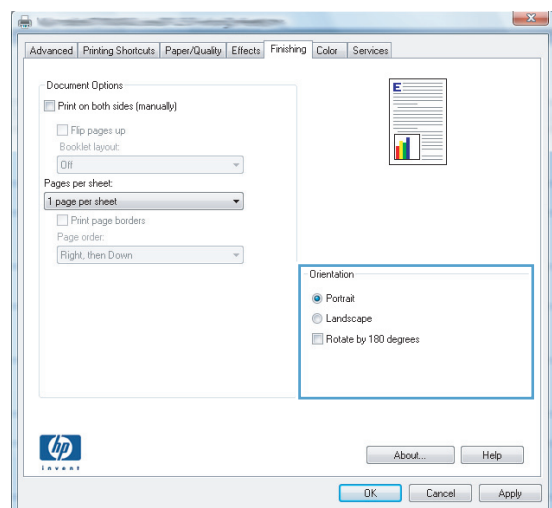 Advanced Printing Shortcuts Paper/Quality Effects Finishing Color Services
Document Options
Print on both sides (manually)
Flip pages up
Booklet layout:
Off
Pages per sheet:
1 page per sheet
Print page borders
Page order:
Right, then Down
E
Orientation
Portrait
Landscape
Rotate by 180 degrees
hp
invent
About... Help
OK Cancel Apply